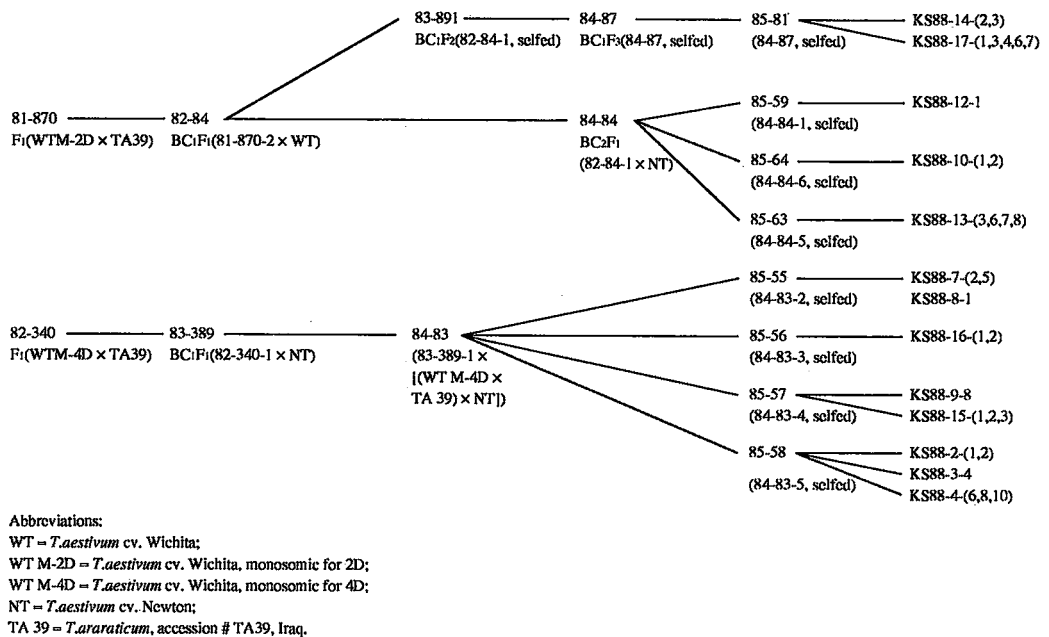 83-891
84-87
85-81
KS88-14-(2,3)
BC1F2(82-84-1, selfed)
BC1F3(84-87, selfed)
(84-87, selfed)
KS88-17-(1,3,4,6,7)
81-870
82-84
84-84
85-59
KS88-12-1
F1(WTM-2D × TA39)
BC1F1(81-870-2 × WT)
BC2F1
(82-84-1 × NT)
(84-84-1, selfed)
85-64
KS88-10-(1,2)
(84-84-6, selfed)
85-63
KS88-13-(3,6,7,8)
(84-84-5, selfed)
85-55
KS88-7-(2,5)
(84-83-2, selfed)
KS88-8-1
82-340
83-389
84-83
85-56
KS88-16-(1,2)
F1(WTM-4D × TA39)
BC1F1(82-340-1 × NT)
(83-389-1 ×
[(WT M-4D ×
TA 39) × NT])
(84-83-3, selfed)
85-57
KS88-9-8
(84-83-4, selfed)
KS88-15-(1,2,3)
85-58
KS88-2-(1,2)
KS88-3-4
(84-83-5, selfed)
KS88-4-(6,8,10)
Abbreviations:
WT = T.aestivum cv. Wichita;
WT M-2D = T.aestivum cv. Wichita, monosomic for 2D;
WT M-4D = T.aestivum cv. Wichita, monosomic for 4D;
NT = T.aestivum cv. Newton;
TA 39 = T.araraticum, accession # TA39, Iraq.